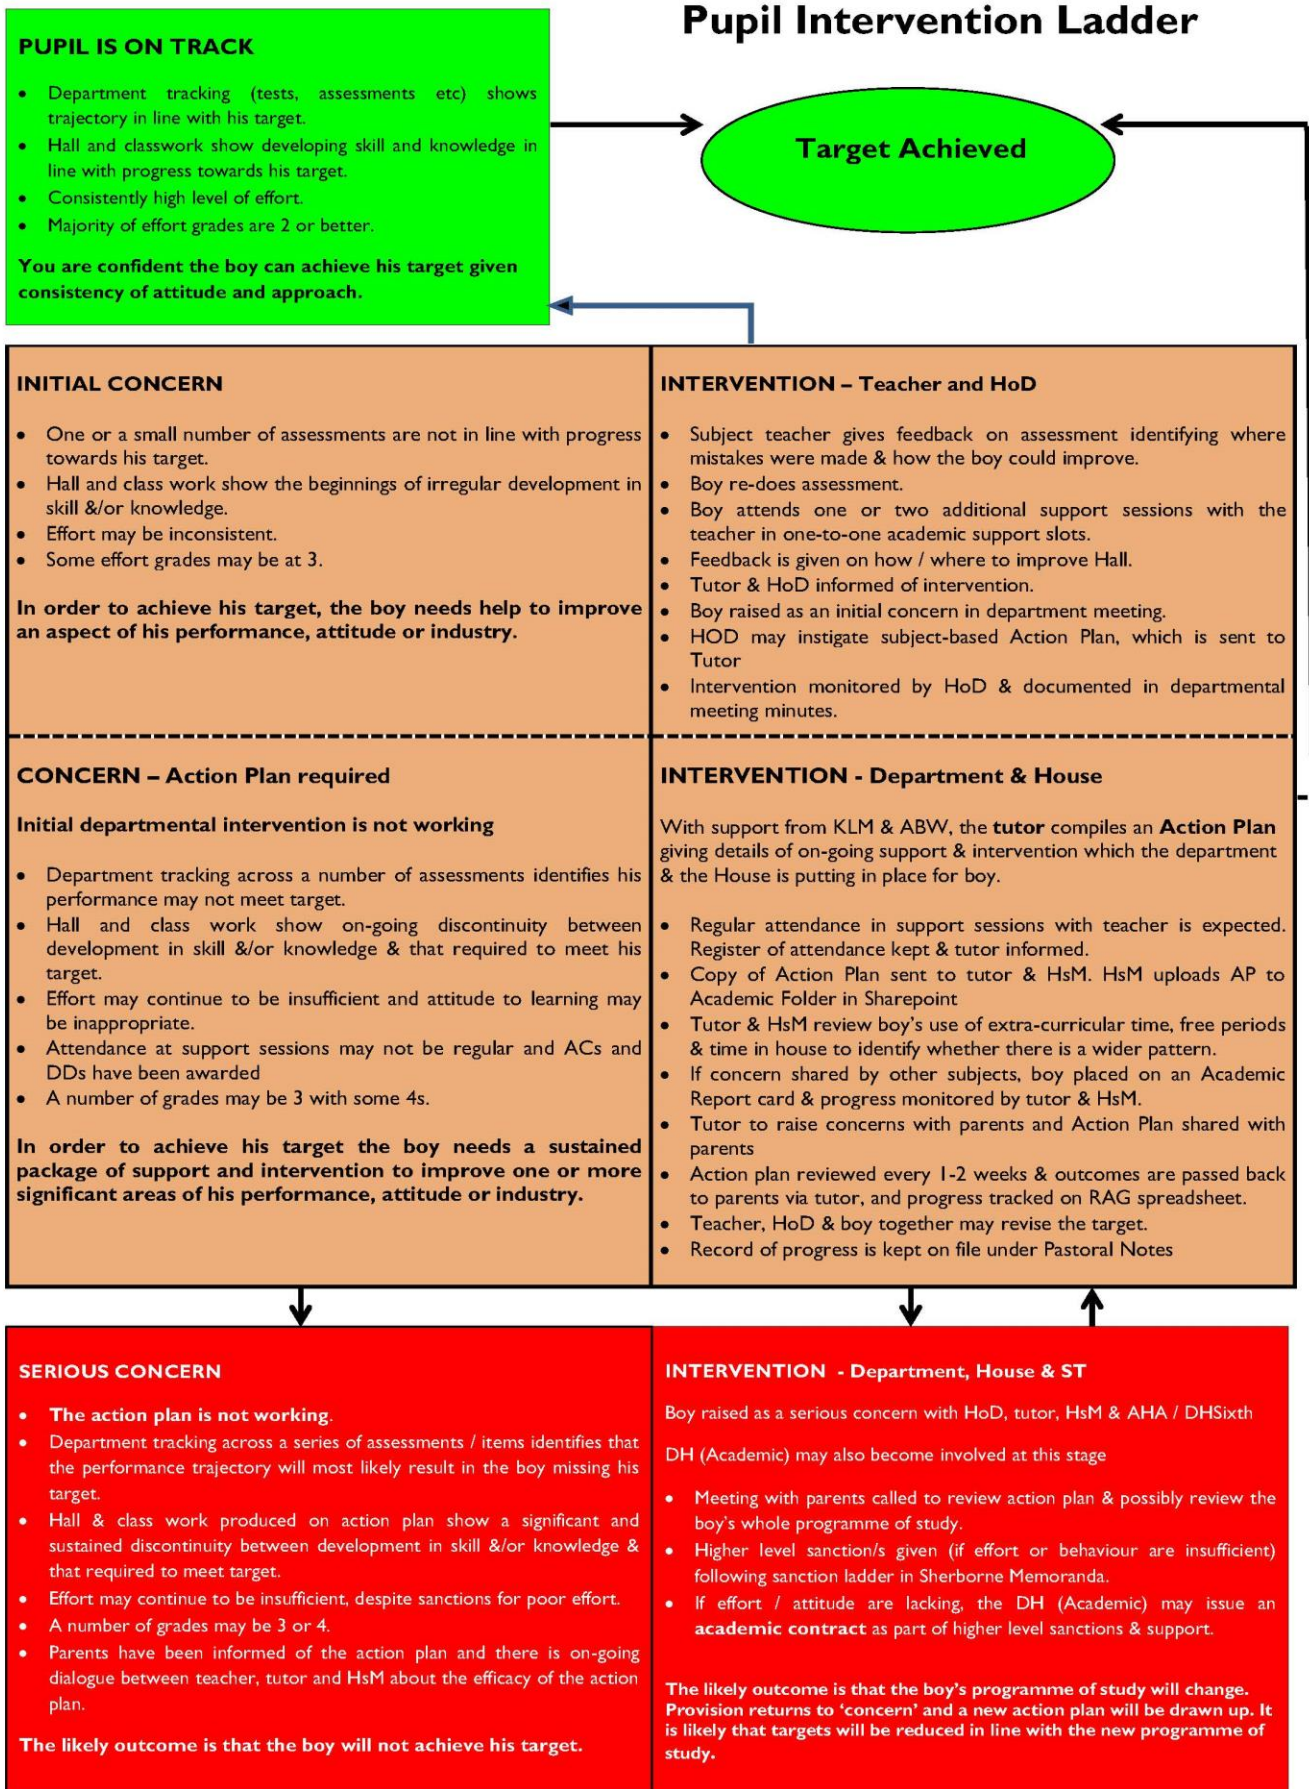 Pupil Intervention Ladder
PUPIL IS ON TRACK
• Department tracking (tests, assessments etc) shows
trajectory in line with his target.
• Hall and classwork show developing skill and knowledge in
line with progress towards his target.
• Consistently high level of effort.
• Majority of effort grades are 2 or better.
You are confident the boy can achieve his target given
consistency of attitude and approach.
Target Achieved
INITIAL CONCERN
• One or a small number of assessments are not in line with progress
towards his target.
• Hall and class work show the beginnings of irregular development in
skill &/or knowledge.
• Effort may be inconsistent.
• Some effort grades may be at 3.
In order to achieve his target, the boy needs help to improve
an aspect of his performance, attitude or industry.
INTERVENTION – Teacher and HoD
• Subject teacher gives feedback on assessment identifying where
mistakes were made & how the boy could improve.
• Boy re-does assessment.
• Boy attends one or two additional support sessions with the
teacher in one-to-one academic support slots.
• Feedback is given on how / where to improve Hall.
• Tutor & HoD informed of intervention.
• Boy raised as an initial concern in department meeting.
• HOD may instigate subject-based Action Plan, which is sent to
Tutor
• Intervention monitored by HoD & documented in departmental
meeting minutes.
CONCERN – Action Plan required
Initial departmental intervention is not working
• Department tracking across a number of assessments identifies his
performance may not meet target.
• Hall and class work show on-going discontinuity between
development in skill &/or knowledge & that required to meet his
target.
• Effort may continue to be insufficient and attitude to learning may
be inappropriate.
• Attendance at support sessions may not be regular and ACs and
DDs have been awarded
• A number of grades may be 3 with some 4s.
In order to achieve his target the boy needs a sustained
package of support and intervention to improve one or more
significant areas of his performance, attitude or industry.
INTERVENTION - Department & House
With support from KLM & ABW, the tutor compiles an Action Plan
giving details of on-going support & intervention which the department
& the House is putting in place for boy.
• Regular attendance in support sessions with teacher is expected.
Register of attendance kept & tutor informed.
• Copy of Action Plan sent to tutor & HsM. HsM uploads AP to
Academic Folder in Sharepoint
• Tutor & HsM review boy's use of extra-curricular time, free periods
& time in house to identify whether there is a wider pattern.
• If concern shared by other subjects, boy placed on an Academic
Report card & progress monitored by tutor & HsM.
• Tutor to raise concerns with parents and Action Plan shared with
parents
• Action plan reviewed every 1-2 weeks & outcomes are passed back
to parents via tutor, and progress tracked on RAG spreadsheet.
• Teacher, HoD & boy together may revise the target.
• Record of progress is kept on file under Pastoral Notes
SERIOUS CONCERN
• The action plan is not working.
• Department tracking across a series of assessments / items identifies that
the performance trajectory will most likely result in the boy missing his
target.
• Hall & class work produced on action plan show a significant and
sustained discontinuity between development in skill &/or knowledge &
that required to meet target.
• Effort may continue to be insufficient, despite sanctions for poor effort.
• A number of grades may be 3 or 4.
• Parents have been informed of the action plan and there is on-going
dialogue between teacher, tutor and HsM about the efficacy of the action
plan.
The likely outcome is that the boy will not achieve his target.
INTERVENTION - Department, House & ST
Boy raised as a serious concern with HoD, tutor, HsM & AHA / DHSixth
DH (Academic) may also become involved at this stage
• Meeting with parents called to review action plan & possibly review the
boy's whole programme of study.
• Higher level sanction/s given (if effort or behaviour are insufficient)
following sanction ladder in Sherborne Memoranda.
• If effort / attitude are lacking, the DH (Academic) may issue an
academic contract as part of higher level sanctions & support.
The likely outcome is that the boy's programme of study will change.
Provision returns to 'concern' and a new action plan will be drawn up. It
is likely that targets will be reduced in line with the new programme of
study.